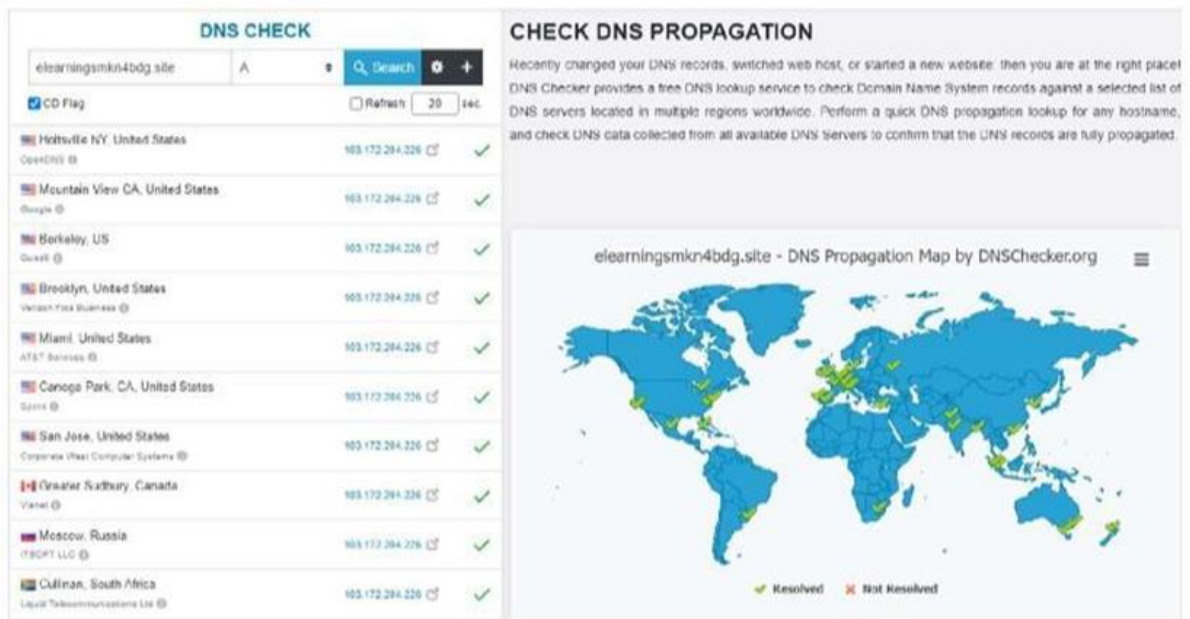 DNS CHECK
elearningsmkn4bdg.site
A
Search
+
CD Flag
Refresh
20
sec.
Holtsville NY, United States
OpenDNS
103.172.204.226
Mountain View CA, United States
Google
103.172.204.226
Berkeley, US
Quad9
103.172.204.226
Brooklyn, United States
Verizon Fios Business
103.172.204.226
Miami, United States
AT&T Services
103.172.204.226
Canoga Park, CA, United States
Sprint
103.172.204.226
San Jose, United States
Corporate West Computer Systems
103.172.204.226
Greater Sudbury, Canada
Vianet
103.172.204.226
Moscow, Russia
ITSOFT LLC
103.172.204.226
Cullinan, South Africa
Liquid Telecommunications Ltd
103.172.204.226
CHECK DNS PROPAGATION
Recently changed your DNS records, switched web host, or started a new website: then you are at the right place!
DNS Checker provides a free DNS lookup service to check Domain Name System records against a selected list of
DNS servers located in multiple regions worldwide. Perform a quick DNS propagation lookup for any hostname,
and check DNS data collected from all available DNS Servers to confirm that the DNS records are fully propagated.
elearningsmkn4bdg.site - DNS Propagation Map by DNSChecker.org
Resolved
Not Resolved